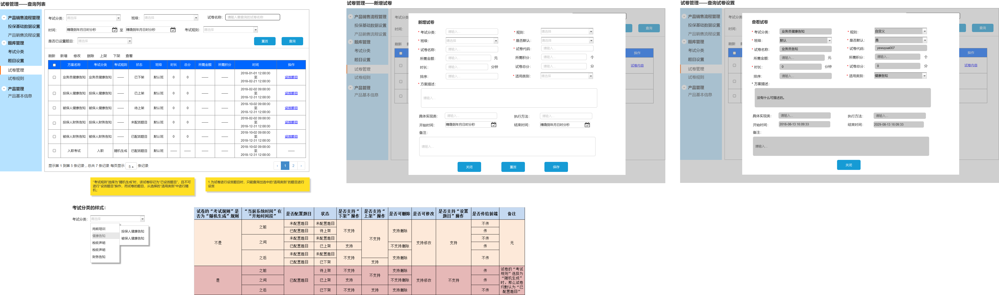 试卷管理——查询列表
- 产品销售流程管理
投保基础数据设置
产品销售流程设置
- 题库管理
考试分类
题目设置
试卷管理
试卷规则
- 产品管理
产品基本信息
考试分类： 请选择 班级： 请选择 试卷名称： 请输入要查询的试卷名称
时间： 精确到年月日时分秒 至 精确到年月日时分秒 考试规则： 请选择
是否已设置题目： 请选择 重置 查询
刷新 新增 修改 删除 上架 下架 查看
方案名称 考试分类 考试规则 状态 班级 时长 总分 所需金额 所需积分 时间 操作
业务员健康告知 业务员健康告知 —— 已下架 默认班 0 0 —— —— 2018-01-01 12:00:00 至 2018-02-21 12:00:00 设置题目
投保人健康告知 投保人健康告知 —— 已上架 默认班 0 0 —— —— 2018-02-02 09:00:00 至 2018-12-31 12:00:00 设置题目
被保人健康告知 被保人健康告知 —— 待上架 默认班 0 0 —— —— 2018-10-02 09:00:00 至 2018-12-31 12:00:00 设置题目
投保人财务告知 投保人财务告知 —— 未配置题目 默认班 0 0 —— —— 2018-02-02 09:00:00 至 2018-12-31 12:00:00 设置题目
被保人财务告知 被保人财务告知 —— 已配置题目 默认班 0 0 —— —— 2018-10-02 09:00:00 至 2018-12-31 12:00:00 设置题目
入职考试 入职 随机生成 已配置题目 默认班 —— —— —— —— 2018-10-02 09:00:00 至 2018-12-31 12:00:00 ——
显示第 1 到第 5 条记录，总共 7 条记录 每页显示 5 条记录 ‹ 1 2 ›
“考试规则”选择为“随机生成”时，该试卷标记为“已设置题目”，且不可
进行“设置题目”操作，而试卷的题目，从选择的“适用类别”中进行随
机；
1.为试卷进行设置题目时，只能查询出选中的“适用类别”的题目进行
设置
考试分类的样式：
考试分类： 请选择
岗前培训
健康告知
税收声明
税收声明
财务告知
投保人健康告知
被保人健康告知
试卷的“考试规则”是否为“随机生成”规则 “当前系统时间”在“开始时间段” 是否配置题目 状态 是否支持“下架”操作 是否支持“上架”操作 是否可删除 是否可修改 是否支持“设置题目”操作 是否传给前端 备注
不是 之前 未配置题目 未配置题目 不支持 不支持 支持删除 支持修改 支持 不传 无
已配置题目 待上架 传
之间 未配置题目 未配置题目 不传
已配置题目 已上架 支持 不支持删除 传
之后 未配置题目 未配置题目 不支持 支持删除 不传
已配置题目 已下架 支持
是 之前 已配置题目 待上架 不支持 不支持 支持删除 支持修改 不支持 传 试卷的“考试规则”选择为“随机生成”时，那么试卷均默认为“已配置题目”
之间 已上架 支持 不支持删除 传
之后 已下架 不支持 支持 支持删除 不传
试卷管理——新增试卷
- 产品销售流程管理
投保基础数据设置
产品销售流程设置
- 题库管理
考试分类
题目设置
试卷管理
试卷规则
- 产品管理
产品基本信息
考试分类
时间：
刷新
查询
操作
试卷内容
新增试卷
* 考试分类： 请输入... * 规则： 请选择
* 班级： 请选择 * 是否默认： 请选择
* 试卷名称： 请输入... * 试卷代码： 请输入...
所需金额： 请输入... 元 所需积分： 请输入... 个
时长： 请输入... 分钟 试卷总分： 请输入... 分
排序： 请输入... * 适用类别： 请选择
* 方案描述：
请输入...
具体实现类： 请输入... 执行方法： 请输入...
开始时间： 精确到年月日时分秒 结束时间： 精确到年月日时分秒
备注：
请输入...
关闭 重置 保存
试卷管理——查询试卷设置
- 产品销售流程管理
投保基础数据设置
产品销售流程设置
- 题库管理
考试分类
题目设置
试卷管理
试卷规则
- 产品管理
产品基本信息
考试分类
时间：
刷新
查询
操作
试卷内容
查看试卷
* 考试分类： 业务员健康告知 * 规则： 自定义
* 班级： 默认 * 是否默认： 是
* 试卷名称： 业务员告知 * 试卷代码： yewuyua007
所需金额： 请输入... 元 所需积分： 请输入... 个
* 时长： 0 分钟 * 试卷总分： 0 分
排序： 请输入... * 适用类别： 健康告知
* 方案描述：
没有什么可描述的。
具体实现类： 请输入... 执行方法： 请输入...
开始时间： 2018-08-13 16:09:33 结束时间： 2029-08-13 16:09:33
备注：
请输入...
关闭